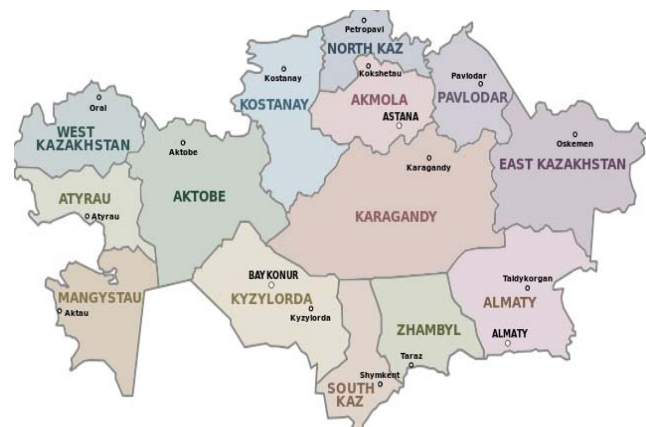 Petropavl
NORTH KAZ
Kostanay
Kokshetau
Pavlodar
KOSTANAY
AKMOLA
PAVLODAR
Oral
ASTANA
WEST
KAZAKHSTAN
Aktobe
Oskemen
Karagandy
EAST KAZAKHSTAN
ATYRAU
AKTOBE
Atyrau
KARAGANDY
BAYKONUR
Taldykorgan
MANGYSTAU
KYZYLORDA
ALMATY
Aktau
Kyzylorda
ZHAMBYL
ALMATY
Taraz
Shymkent
SOUTH
KAZ